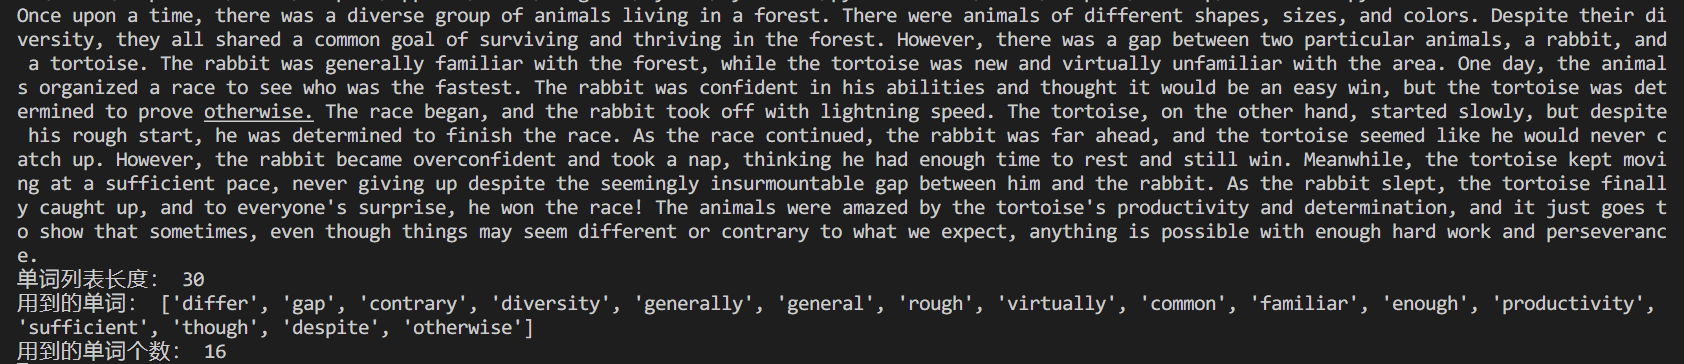 Once upon a time, there was a diverse group of animals living in a forest. There were animals of different shapes, sizes, and colors. Despite their di
versity, they all shared a common goal of surviving and thriving in the forest. However, there was a gap between two particular animals, a rabbit, and
 a tortoise. The rabbit was generally familiar with the forest, while the tortoise was new and virtually unfamiliar with the area. One day, the animal
s organized a race to see who was the fastest. The rabbit was confident in his abilities and thought it would be an easy win, but the tortoise was det
ermined to prove otherwise. The race began, and the rabbit took off with lightning speed. The tortoise, on the other hand, started slowly, but despite
 his rough start, he was determined to finish the race. As the race continued, the rabbit was far ahead, and the tortoise seemed like he would never c
atch up. However, the rabbit became overconfident and took a nap, thinking he had enough time to rest and still win. Meanwhile, the tortoise kept movi
ng at a sufficient pace, never giving up despite the seemingly insurmountable gap between him and the rabbit. As the rabbit slept, the tortoise finall
y caught up, and to everyone's surprise, he won the race! The animals were amazed by the tortoise's productivity and determination, and it just goes t
o show that sometimes, even though things may seem different or contrary to what we expect, anything is possible with enough hard work and perseveranc
e.
单词列表长度： 30
用到的单词： ['differ', 'gap', 'contrary', 'diversity', 'generally', 'general', 'rough', 'virtually', 'common', 'familiar', 'enough', 'productivity',
'sufficient', 'though', 'despite', 'otherwise']
用到的单词个数： 16